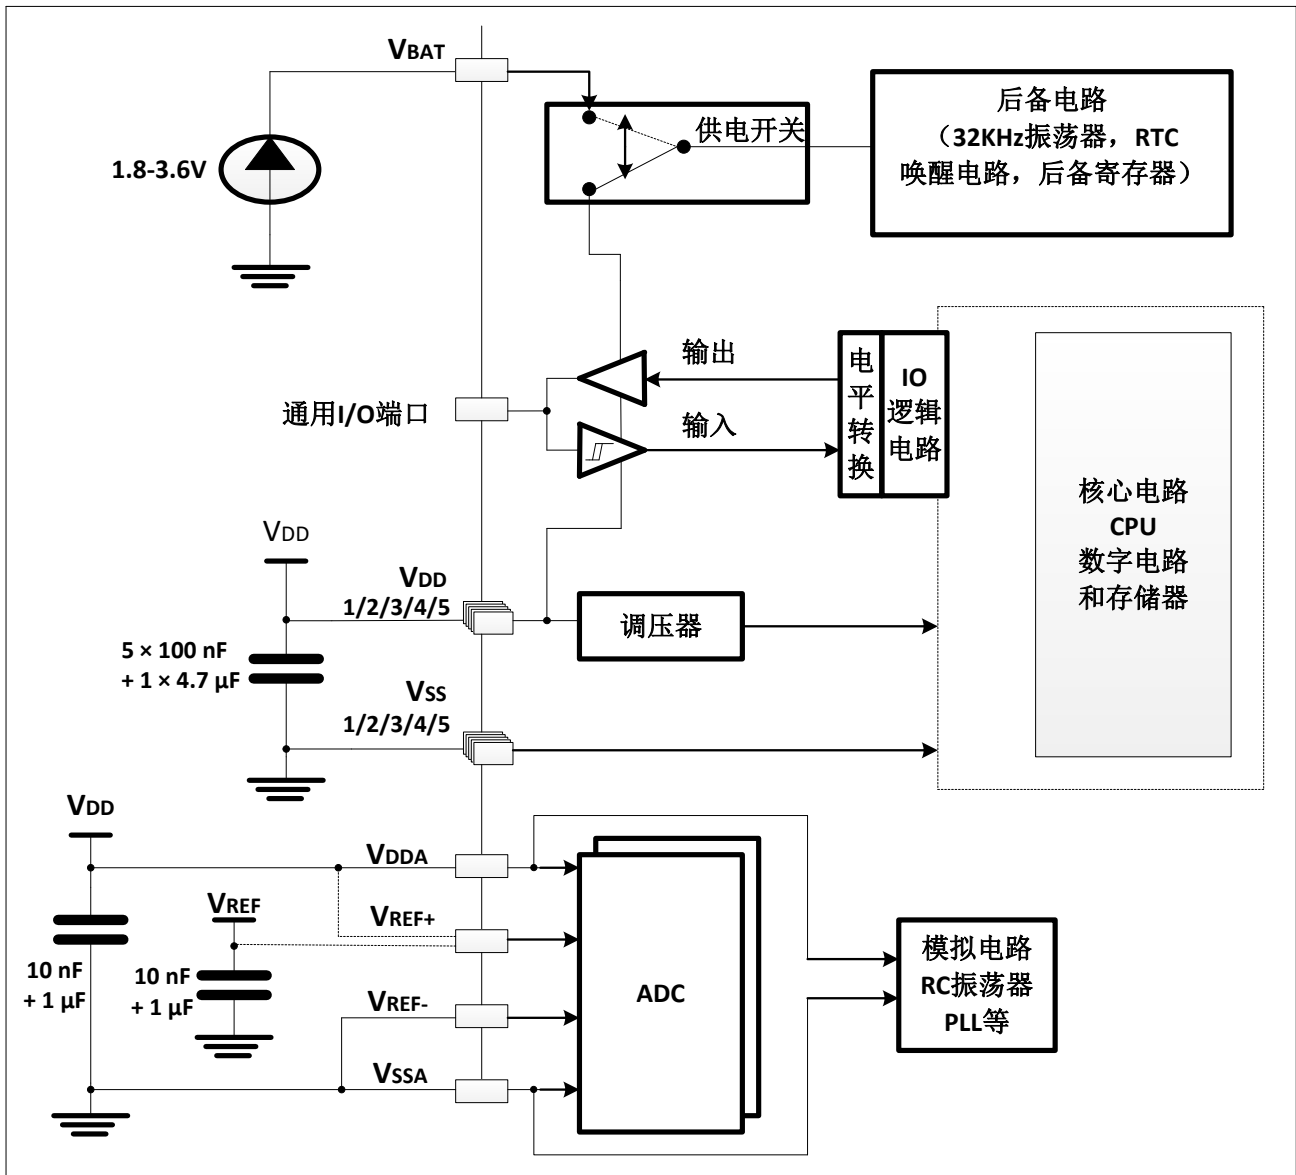 VBAT
1.8-3.6V
供电开关
后备电路
（32KHz振荡器，RTC
唤醒电路，后备寄存器）
通用I/O端口
输出
输入
电平转换
IO
逻辑
电路
核心电路
CPU
数字电路
和存储器
VDD
VDD
1/2/3/4/5
5 × 100 nF
+ 1 × 4.7 μF
调压器
VSS
1/2/3/4/5
VDD
VDDA
VREF
VREF+
10 nF
+ 1 μF
10 nF
+ 1 μF
VREF-
VSSA
ADC
模拟电路
RC振荡器
PLL等